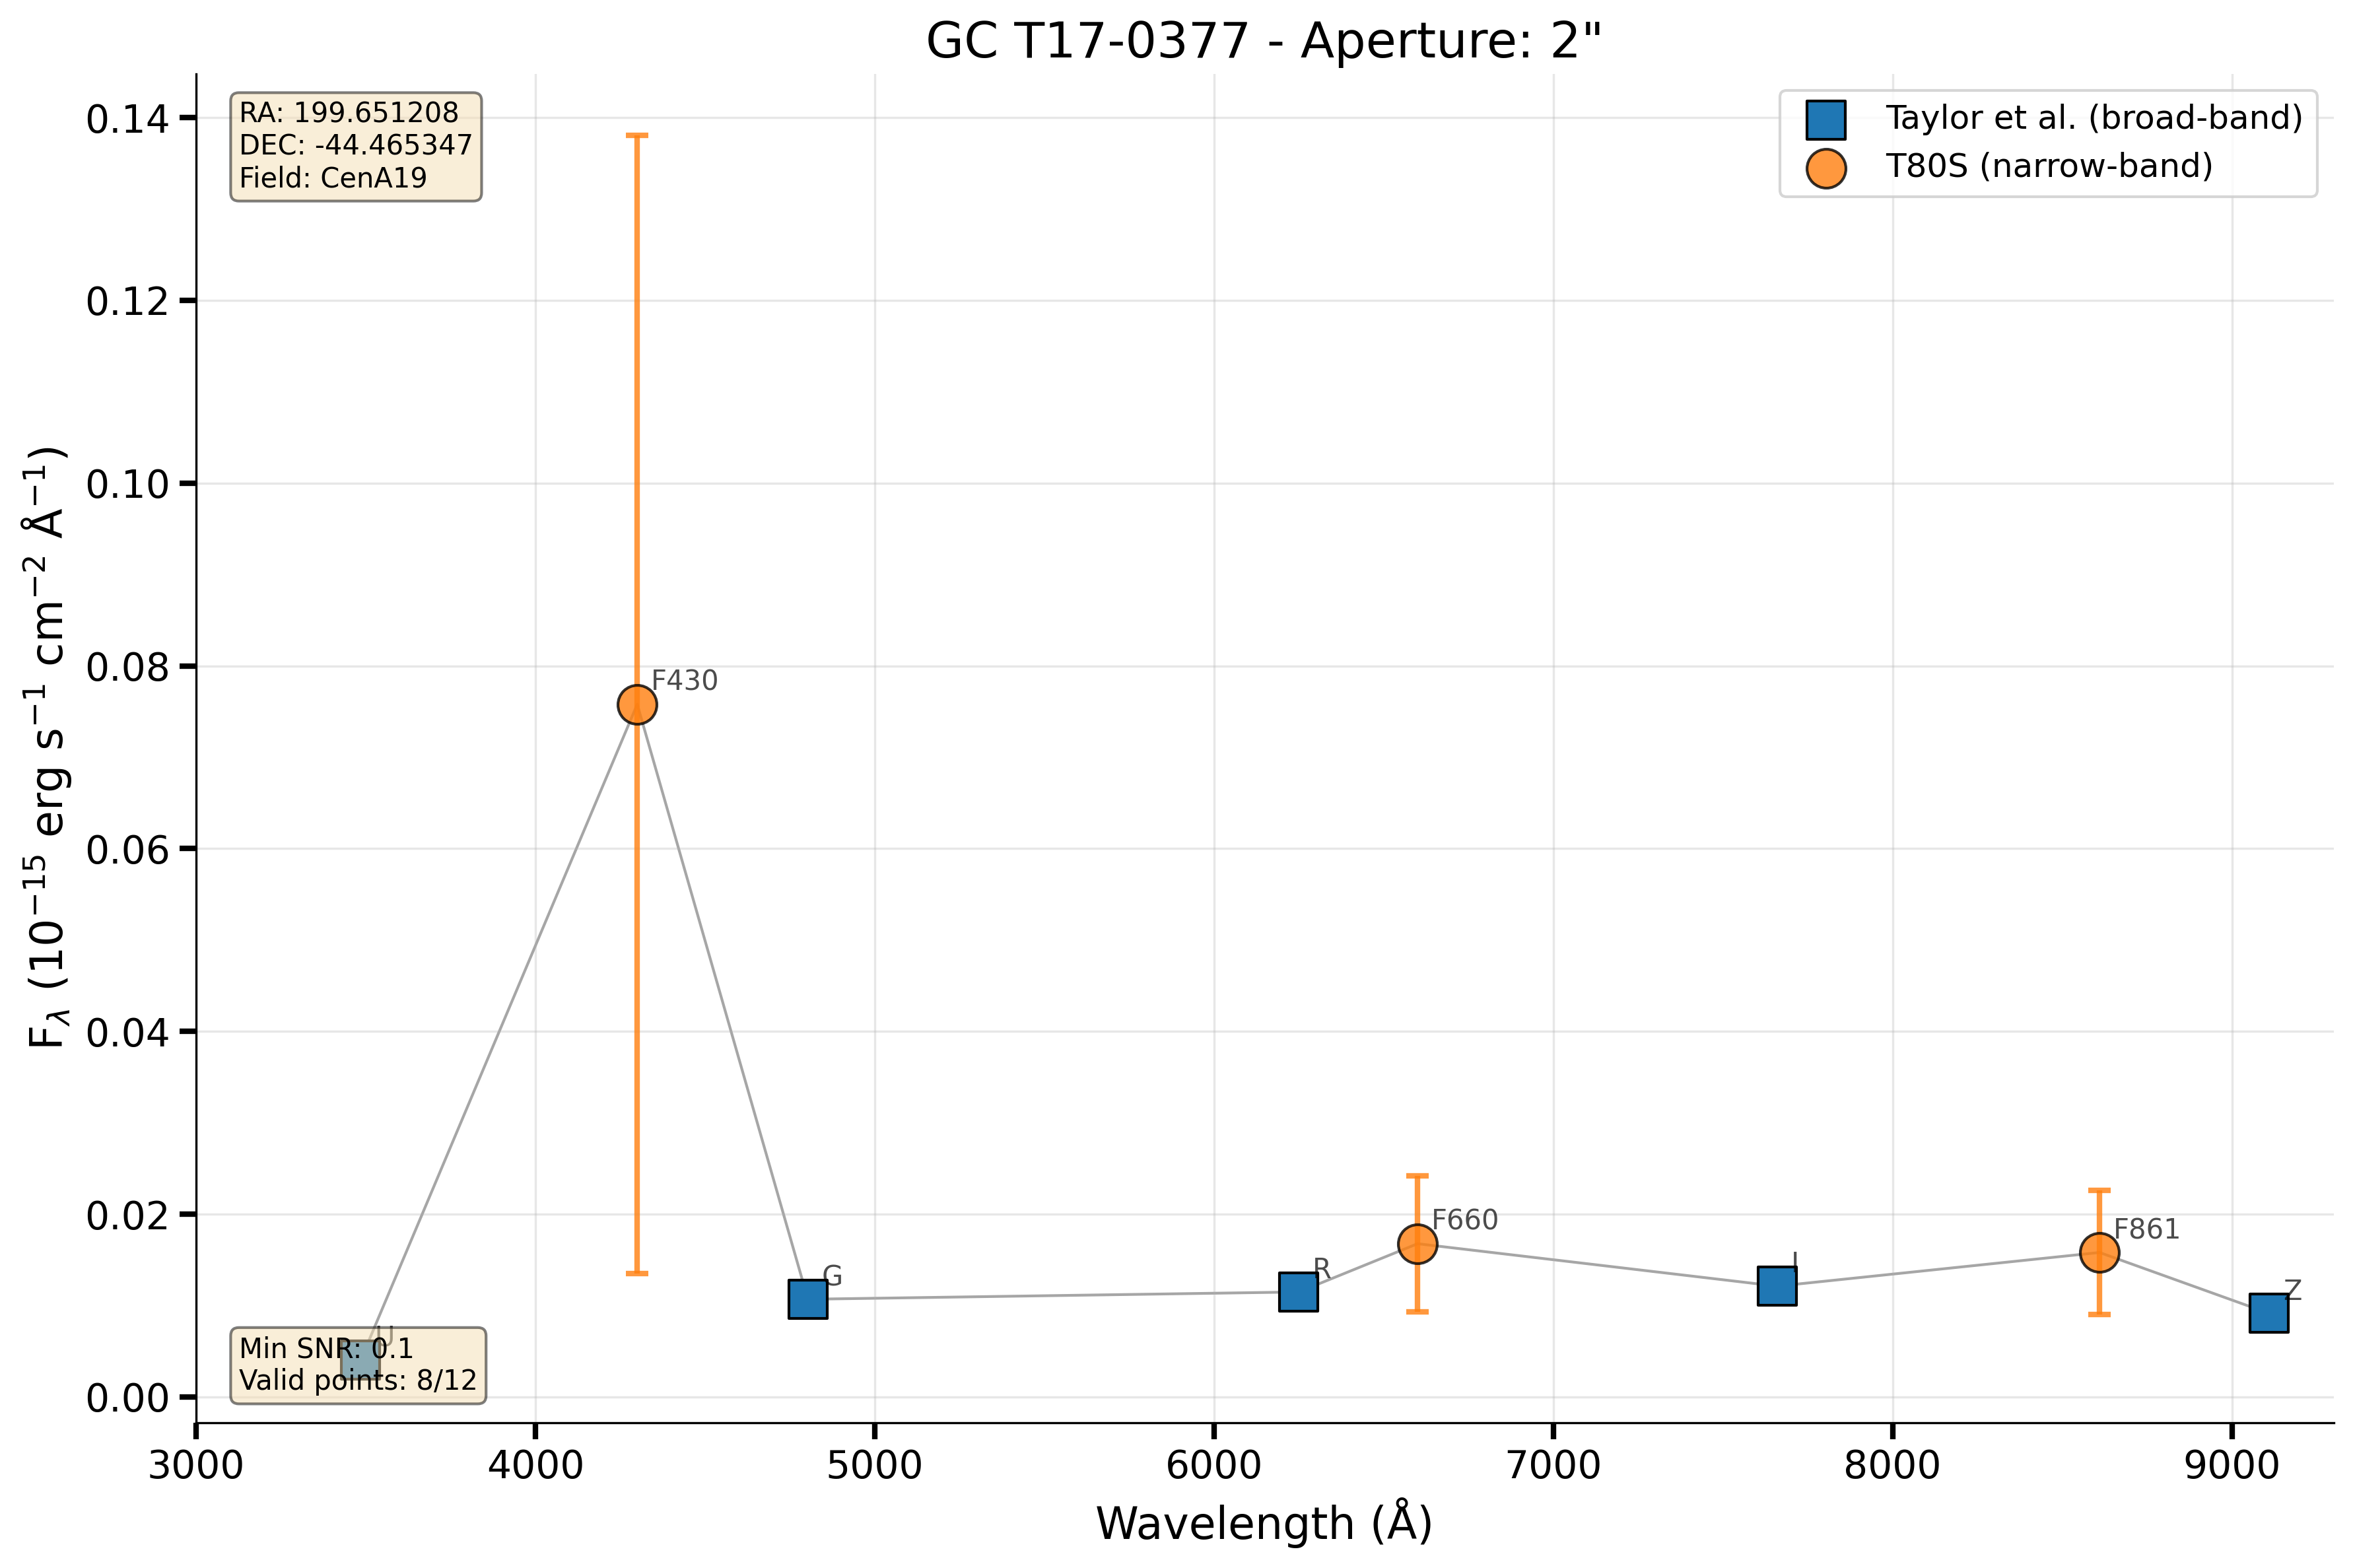 GC T17-0377 - Aperture: 2"
RA: 199.651208
DEC: -44.465347
Field: CenA19
Taylor et al. (broad-band)
T80S (narrow-band)
0.14
0.12
0.10
0.08
0.06
0.04
0.02
0.00
F_λ (10⁻¹⁵ erg s⁻¹ cm⁻² Å⁻¹)
F430
G
R
F660
I
F861
Z
U
Min SNR: 0.1
Valid points: 8/12
3000
4000
5000
6000
7000
8000
9000
Wavelength (Å)